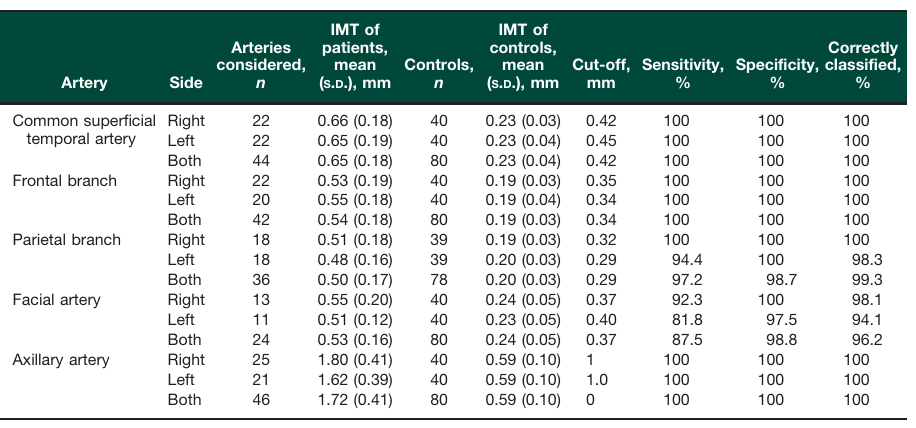 Artery Side Arteries considered, n IMT of patients, mean (S.D.), mm Controls, n IMT of controls, mean (S.D.), mm Cut-off, mm Sensitivity, % Specificity, % Correctly classified, %
Common superficial Right 22 0.66 (0.18) 40 0.23 (0.03) 0.42 100 100 100
temporal artery Left 22 0.65 (0.19) 40 0.23 (0.04) 0.45 100 100 100
Both 44 0.65 (0.18) 80 0.23 (0.04) 0.42 100 100 100
Frontal branch Right 22 0.53 (0.19) 40 0.19 (0.03) 0.35 100 100 100
Left 20 0.55 (0.18) 40 0.19 (0.04) 0.34 100 100 100
Both 42 0.54 (0.18) 80 0.19 (0.03) 0.34 100 100 100
Parietal branch Right 18 0.51 (0.18) 39 0.19 (0.03) 0.32 100 100 100
Left 18 0.48 (0.16) 39 0.20 (0.03) 0.29 94.4 100 98.3
Both 36 0.50 (0.17) 78 0.20 (0.03) 0.29 97.2 98.7 99.3
Facial artery Right 13 0.55 (0.20) 40 0.24 (0.05) 0.37 92.3 100 98.1
Left 11 0.51 (0.12) 40 0.23 (0.05) 0.40 81.8 97.5 94.1
Both 24 0.53 (0.16) 80 0.24 (0.05) 0.37 87.5 98.8 96.2
Axillary artery Right 25 1.80 (0.41) 40 0.59 (0.10) 1 100 100 100
Left 21 1.62 (0.39) 40 0.59 (0.10) 1.0 100 100 100
Both 46 1.72 (0.41) 80 0.59 (0.10) 0 100 100 100